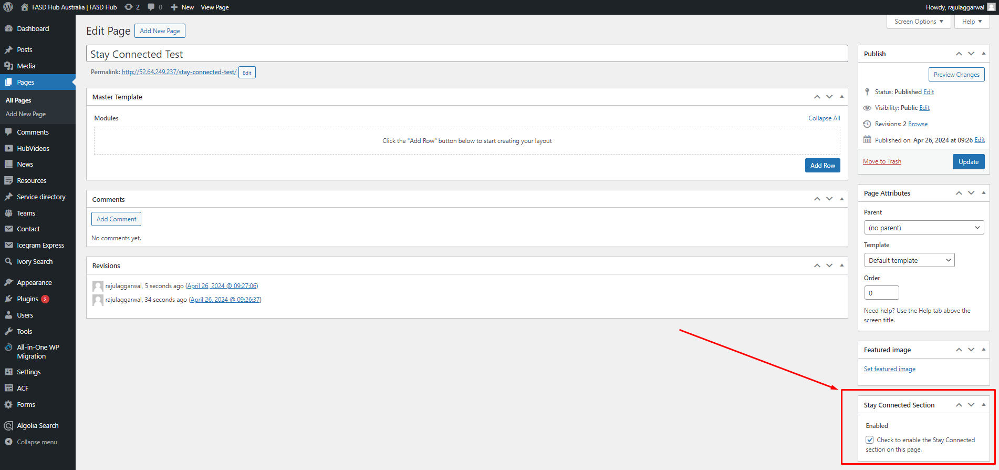 FASD Hub Australia | FASD Hub 2 0 New View Page Howdy, rajulaggarwal
Dashboard
Posts
Media
Pages
All Pages
Add New Page
Comments
HubVideos
News
Resources
Service directory
Teams
Contact
Icegram Express
Ivory Search
Appearance
Plugins 2
Users
Tools
All-in-One WP
Migration
Settings
ACF
Forms
Algolia Search
Collapse menu
Screen Options Help
Edit Page Add New Page
Stay Connected Test
Permalink: http://52.64.249.237/stay-connected-test/ Edit
Master Template
Modules Collapse All
Click the "Add Row" button below to start creating your layout
Add Row
Comments
Add Comment
No comments yet.
Revisions
rajulaggarwal, 5 seconds ago (April 26, 2024 @ 09:27:06)
rajulaggarwal, 34 seconds ago (April 26, 2024 @ 09:26:37)
Publish
Preview Changes
Status: Published Edit
Visibility: Public Edit
Revisions: 2 Browse
Published on: Apr 26, 2024 at 09:26 Edit
Move to Trash Update
Page Attributes
Parent
(no parent)
Template
Default template
Order
0
Need help? Use the Help tab above the
screen title.
Featured image
Set featured image
Stay Connected Section
Enabled
Check to enable the Stay Connected
section on this page.